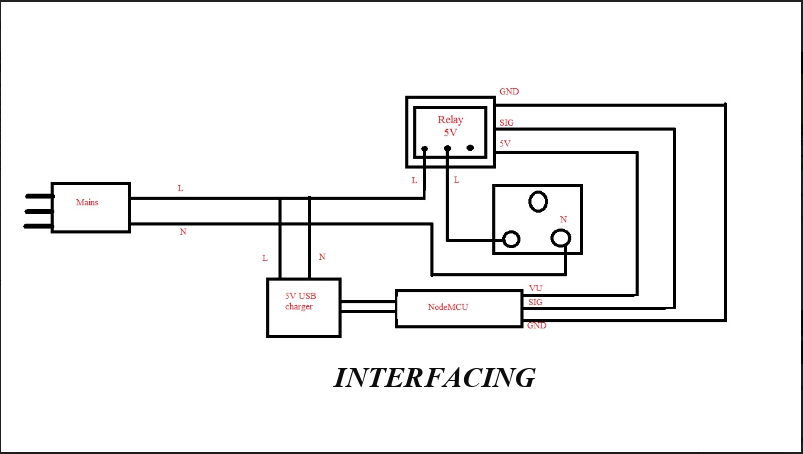 GND
Relay
5V
SIG
5V
L
L
L
Mains
N
N
L
N
5V USB
charger
VU
SIG
NodeMCU
GND
INTERFACING